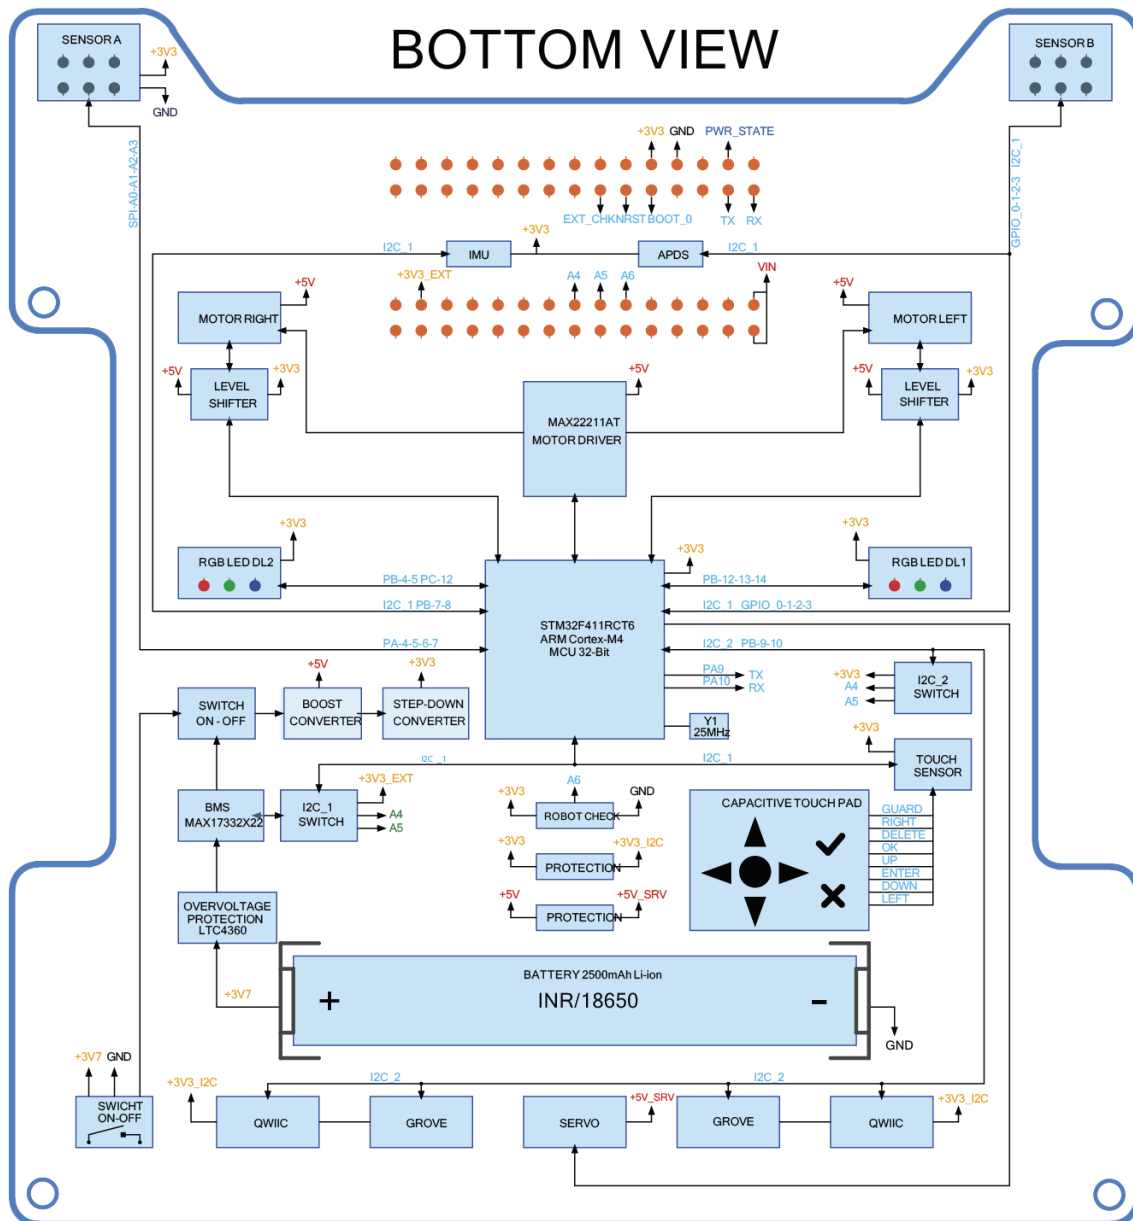 BOTTOM VIEW
SENSOR A
+3V3
GND
SENSOR B
SPI-A0-A1-A2-A3
GPIO_0-1-2-3 I2C_1
+3V3 GND PWR_STATE
EXT_CHKNRSTBOOT_0 TX RX
I2C_1
IMU
+3V3
APDS
I2C_1
+3V3_EXT
A4 A5 A6
VIN
+5V
MOTOR RIGHT
+5V
MOTOR LEFT
+5V
LEVEL
SHIFTER
+3V3
+5V
MAX22211AT
MOTOR DRIVER
+5V
LEVEL
SHIFTER
+3V3
+3V3
RGB LED DL2
+3V3
RGB LED DL1
+3V3
PB-4-5 PC-12
PB-12-13-14
I2C_1 PB-7-8
I2C_1 GPIO_0-1-2-3
STM32F411RCT6
ARM Cortex-M4
MCU 32-Bit
PA-4-5-6-7
I2C_2 PB-9-10
PA9 TX
PA10 RX
+3V3
A4
A5
I2C_2
SWITCH
+5V
+3V3
SWITCH
ON - OFF
BOOST
CONVERTER
STEP-DOWN
CONVERTER
Y1
25MHz
I2C _1
I2C_1
+3V3
TOUCH
SENSOR
BMS
MAX17332X22
I2C_1
SWITCH
+3V3_EXT
A4
A5
A6
+3V3
GND
ROBOT CHECK
+3V3
+3V3_I2C
PROTECTION
+5V
+5V_SRV
PROTECTION
CAPACITIVE TOUCH PAD
GUARD
RIGHT
DELETE
OK
UP
ENTER
DOWN
LEFT
OVERVOLTAGE
PROTECTION
LTC4360
+3V7
BATTERY 2500mAh Li-ion
INR/18650
+
-
GND
+3V7 GND
SWICHT
ON-OFF
+3V3_I2C
I2C_2
I2C_2
QWIIC
GROVE
SERVO
+5V_SRV
GROVE
QWIIC
+3V3_I2C